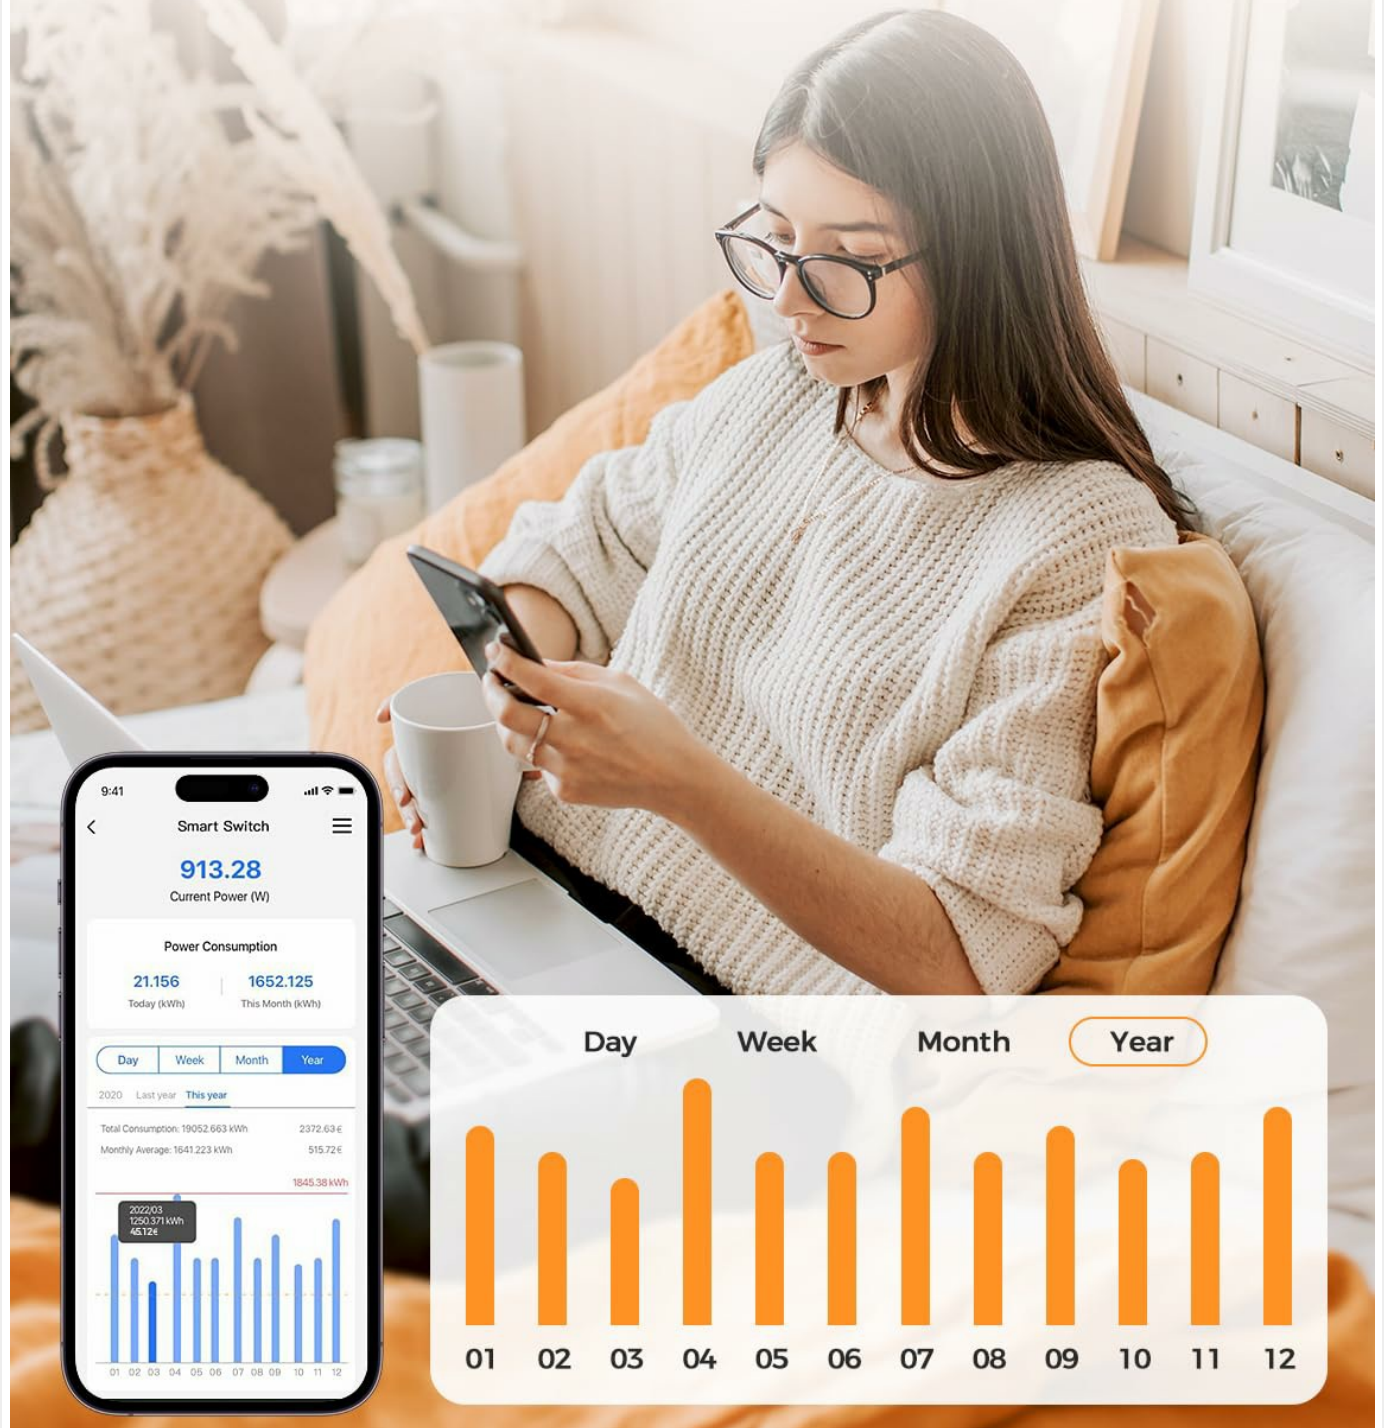 9:41
Smart Switch
913.28
Current Power (W)
Power Consumption
21.156 1652.125
Today (kWh) This Month (kWh)
Day Week Month Year
2020 Last year This year
Total Consumption: 19052.663 kWh 2372.63 €
Monthly Average: 1641.223 kWh 515.72 €
1845.38 kWh
2022/03
1250.371 kWh
45.12€
01 02 03 04 05 06 07 08 09 10 11 12
Day Week Month Year
01 02 03 04 05 06 07 08 09 10 11 12